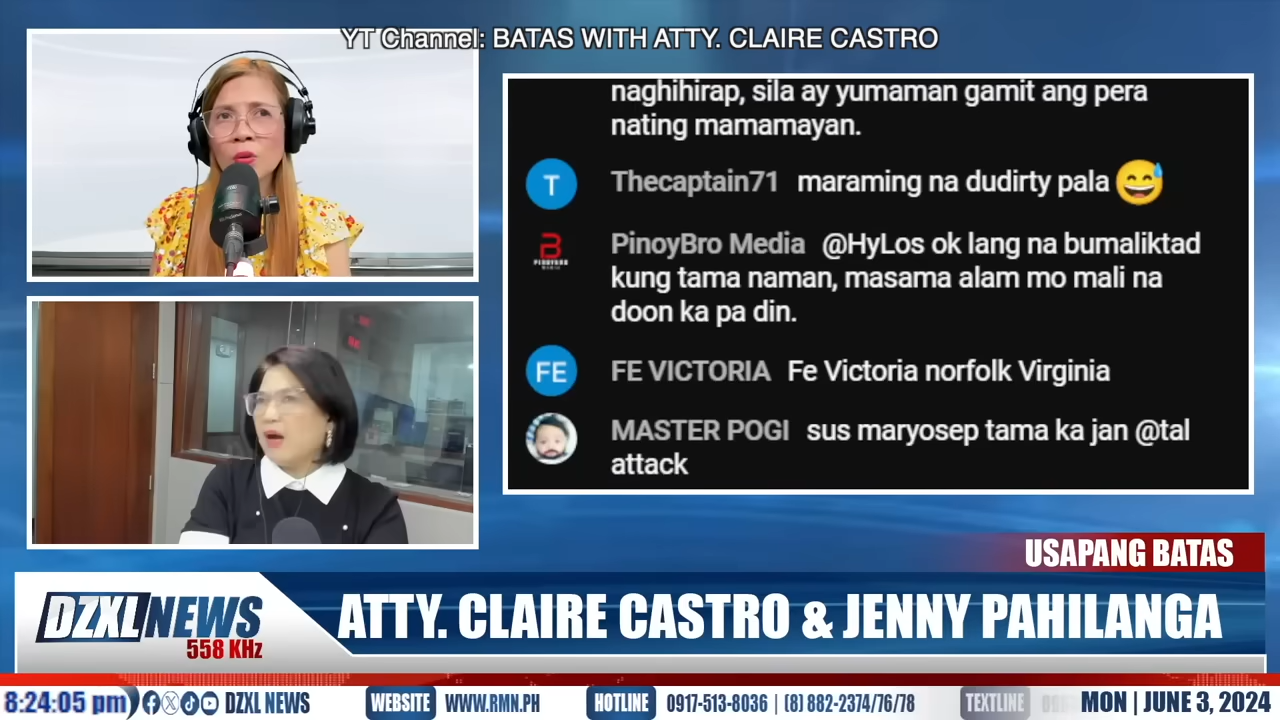 YT Channel: BATAS WITH ATTY. CLAIRE CASTRO
naghihirap, sila ay yumaman gamit ang pera
nating mamamayan.
T Thecaptain71 maraming na dudirty pala 😅
PinoyBro Media @HyLos ok lang na bumaliktad
kung tama naman, masama alam mo mali na
doon ka pa din.
FE FE VICTORIA Fe Victoria norfolk Virginia
MASTER POGI sus maryosep tama ka jan @tal
attack
USAPANG BATAS
DZXL NEWS
558 KHz
ATTY. CLAIRE CASTRO & JENNY PAHILANGA
8:24:05 pm DZXL NEWS WEBSITE WWW.RMN.PH HOTLINE 0917-513-8036 | (8) 882-2374/76/78 TEXTLINE MON | JUNE 3, 2024